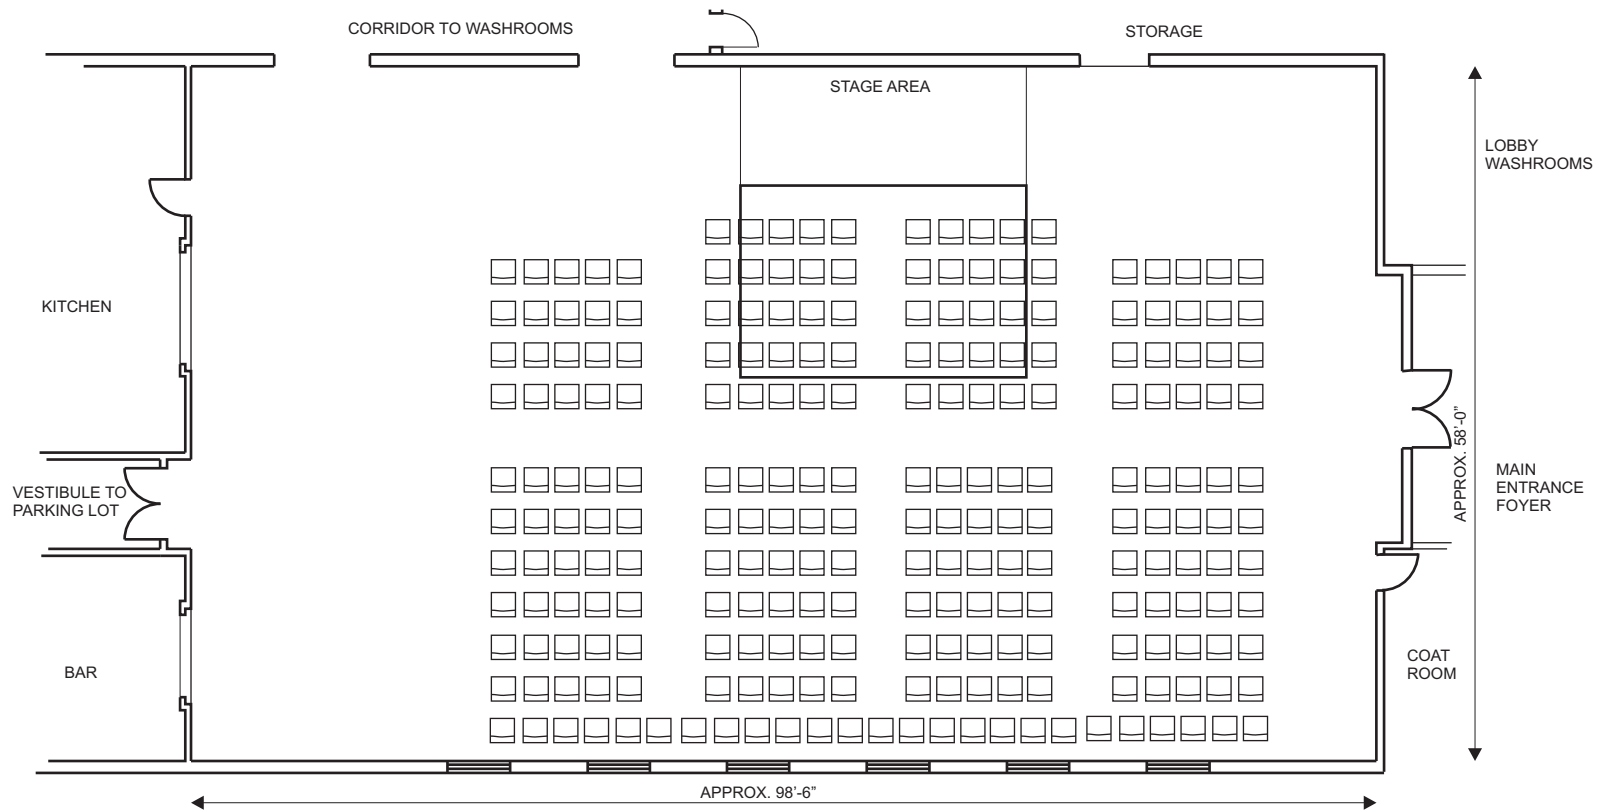 CORRIDOR TO WASHROOMS
STORAGE
STAGE AREA
LOBBY
WASHROOMS
KITCHEN
APPROX. 58'-0"
VESTIBULE TO
PARKING LOT
MAIN
ENTRANCE
FOYER
BAR
COAT
ROOM
APPROX. 98'-6"